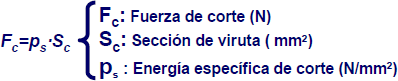 Fc=ps·Sc
Fc: Fuerza de corte (N)
Sc: Sección de viruta ( mm²)
ps : Energía específica de corte (N/mm²)